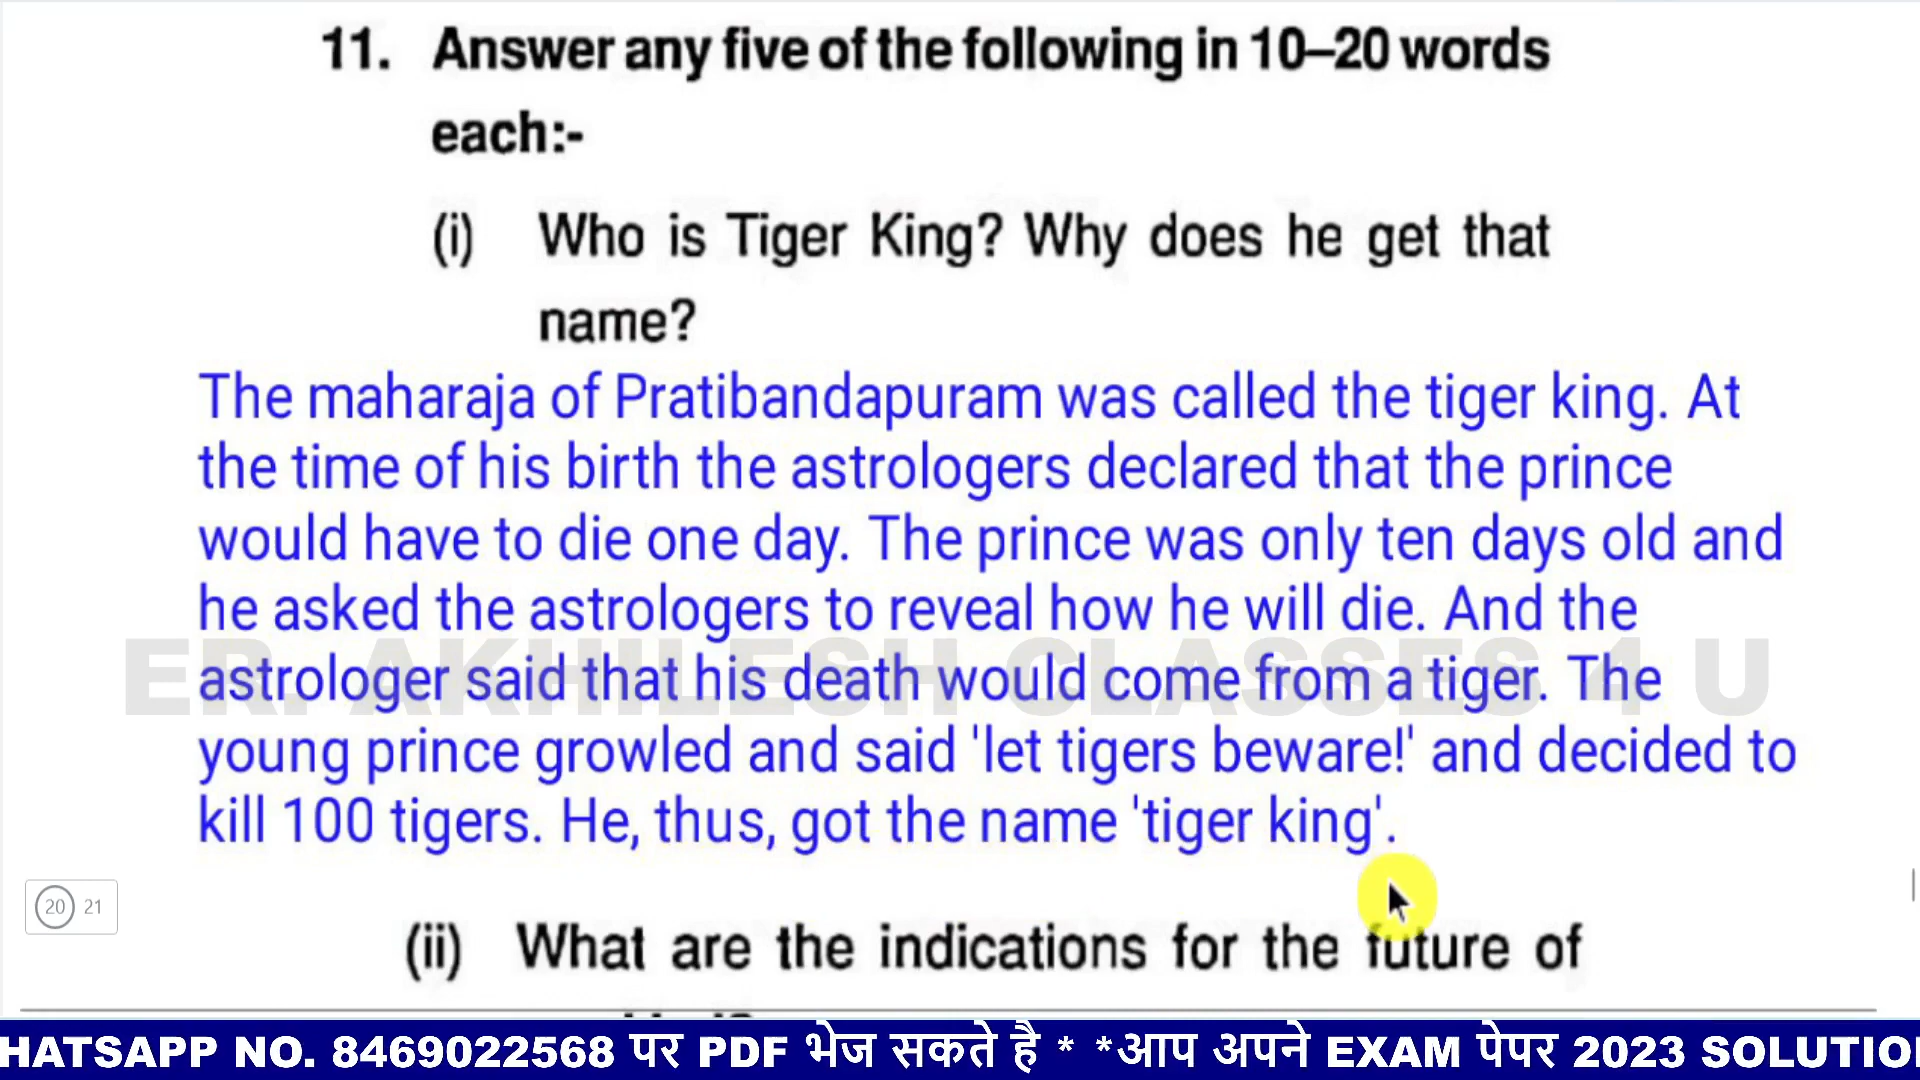 11. Answer any five of the following in 10–20 words
each:-
(i) Who is Tiger King? Why does he get that
name?
The maharaja of Pratibandapuram was called the tiger king. At
the time of his birth the astrologers declared that the prince
would have to die one day. The prince was only ten days old and
he asked the astrologers to reveal how he will die. And the
ER. AKHILESH CLASSES 4 U
astrologer said that his death would come from a tiger. The
young prince growled and said 'let tigers beware!' and decided to
kill 100 tigers. He, thus, got the name 'tiger king'.
20 21
(ii) What are the indications for the future of
HATSAPP NO. 8469022568 पर PDF भेज सकते है * *आप अपने EXAM पेपर 2023 SOLUTIO